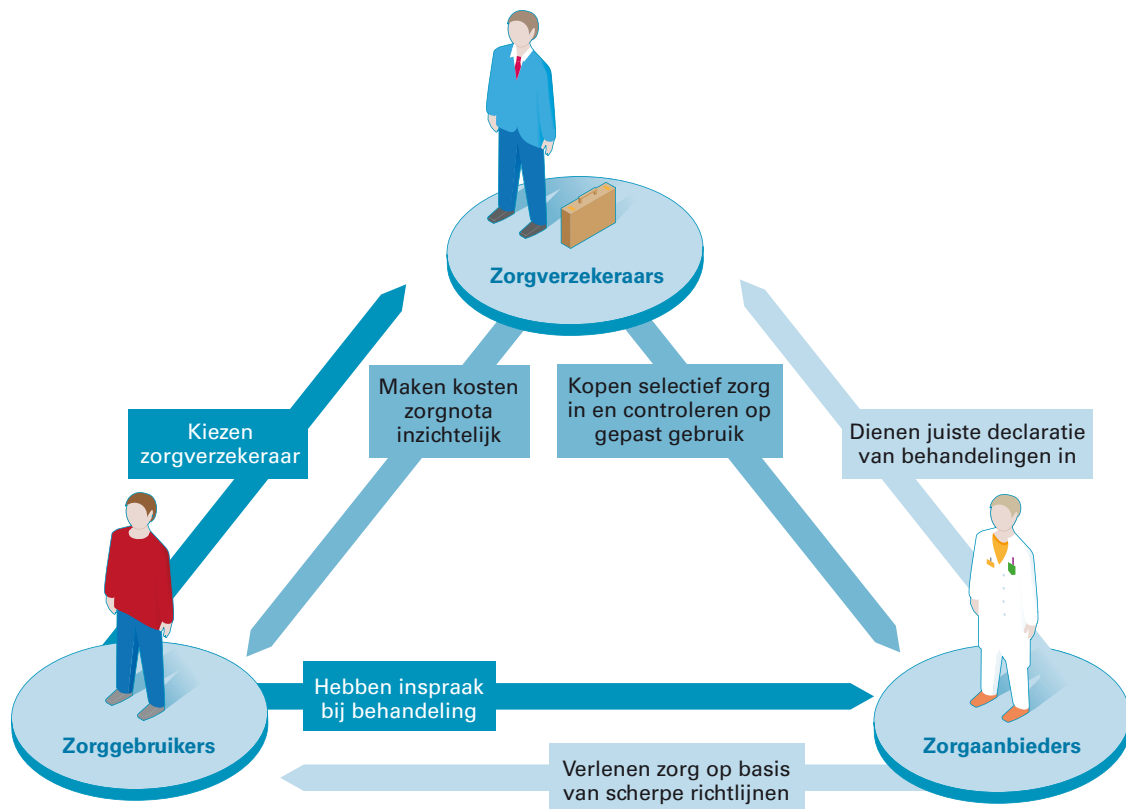 Zorgverzekeraars
Maken kosten
zorgnota
inzichtelijk
Kopen selectief zorg
in en controleren op
gepast gebruik
Kiezen
zorgverzekeraar
Dienen juiste declaratie
van behandelingen in
Hebben inspraak
bij behandeling
Zorggebruikers
Zorgaanbieders
Verlenen zorg op basis
van scherpe richtlijnen